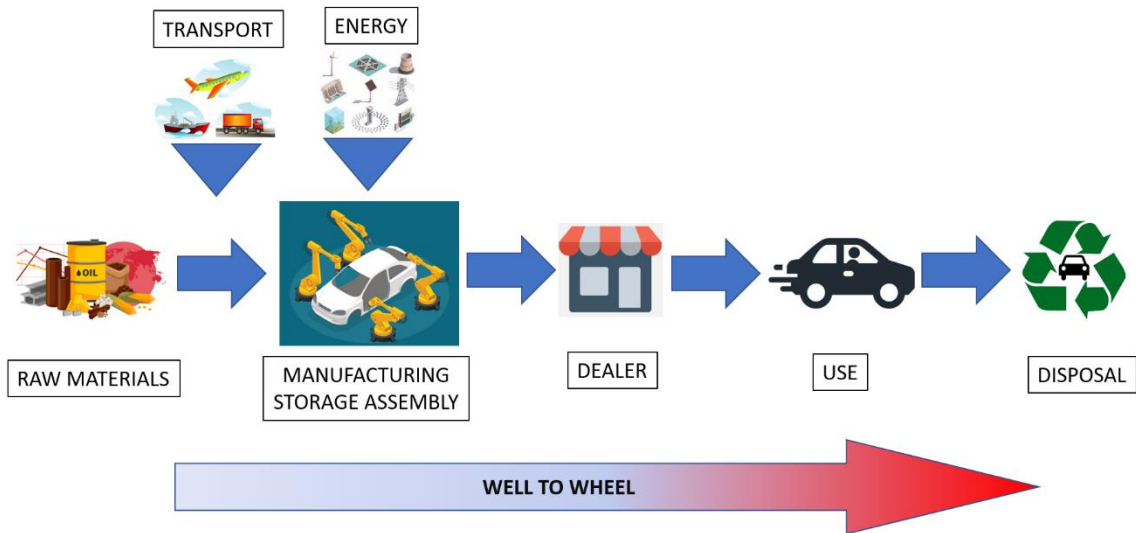 TRANSPORT
ENERGY
OIL
RAW MATERIALS
MANUFACTURING
STORAGE ASSEMBLY
DEALER
USE
DISPOSAL
WELL TO WHEEL